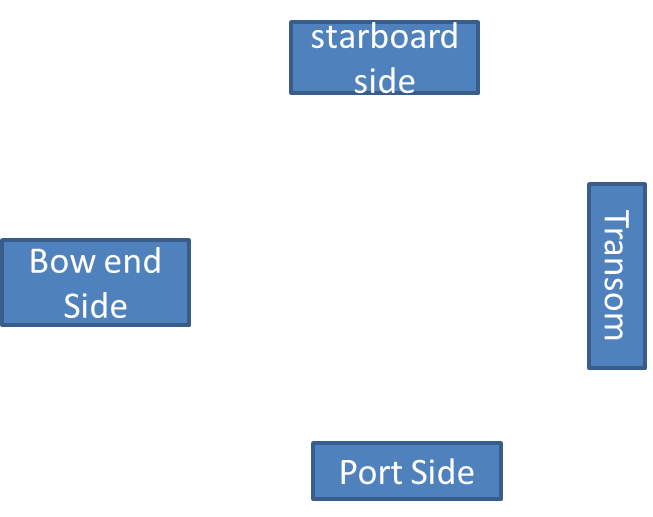 starboard
side
Bow end
Side
Transom
Port Side